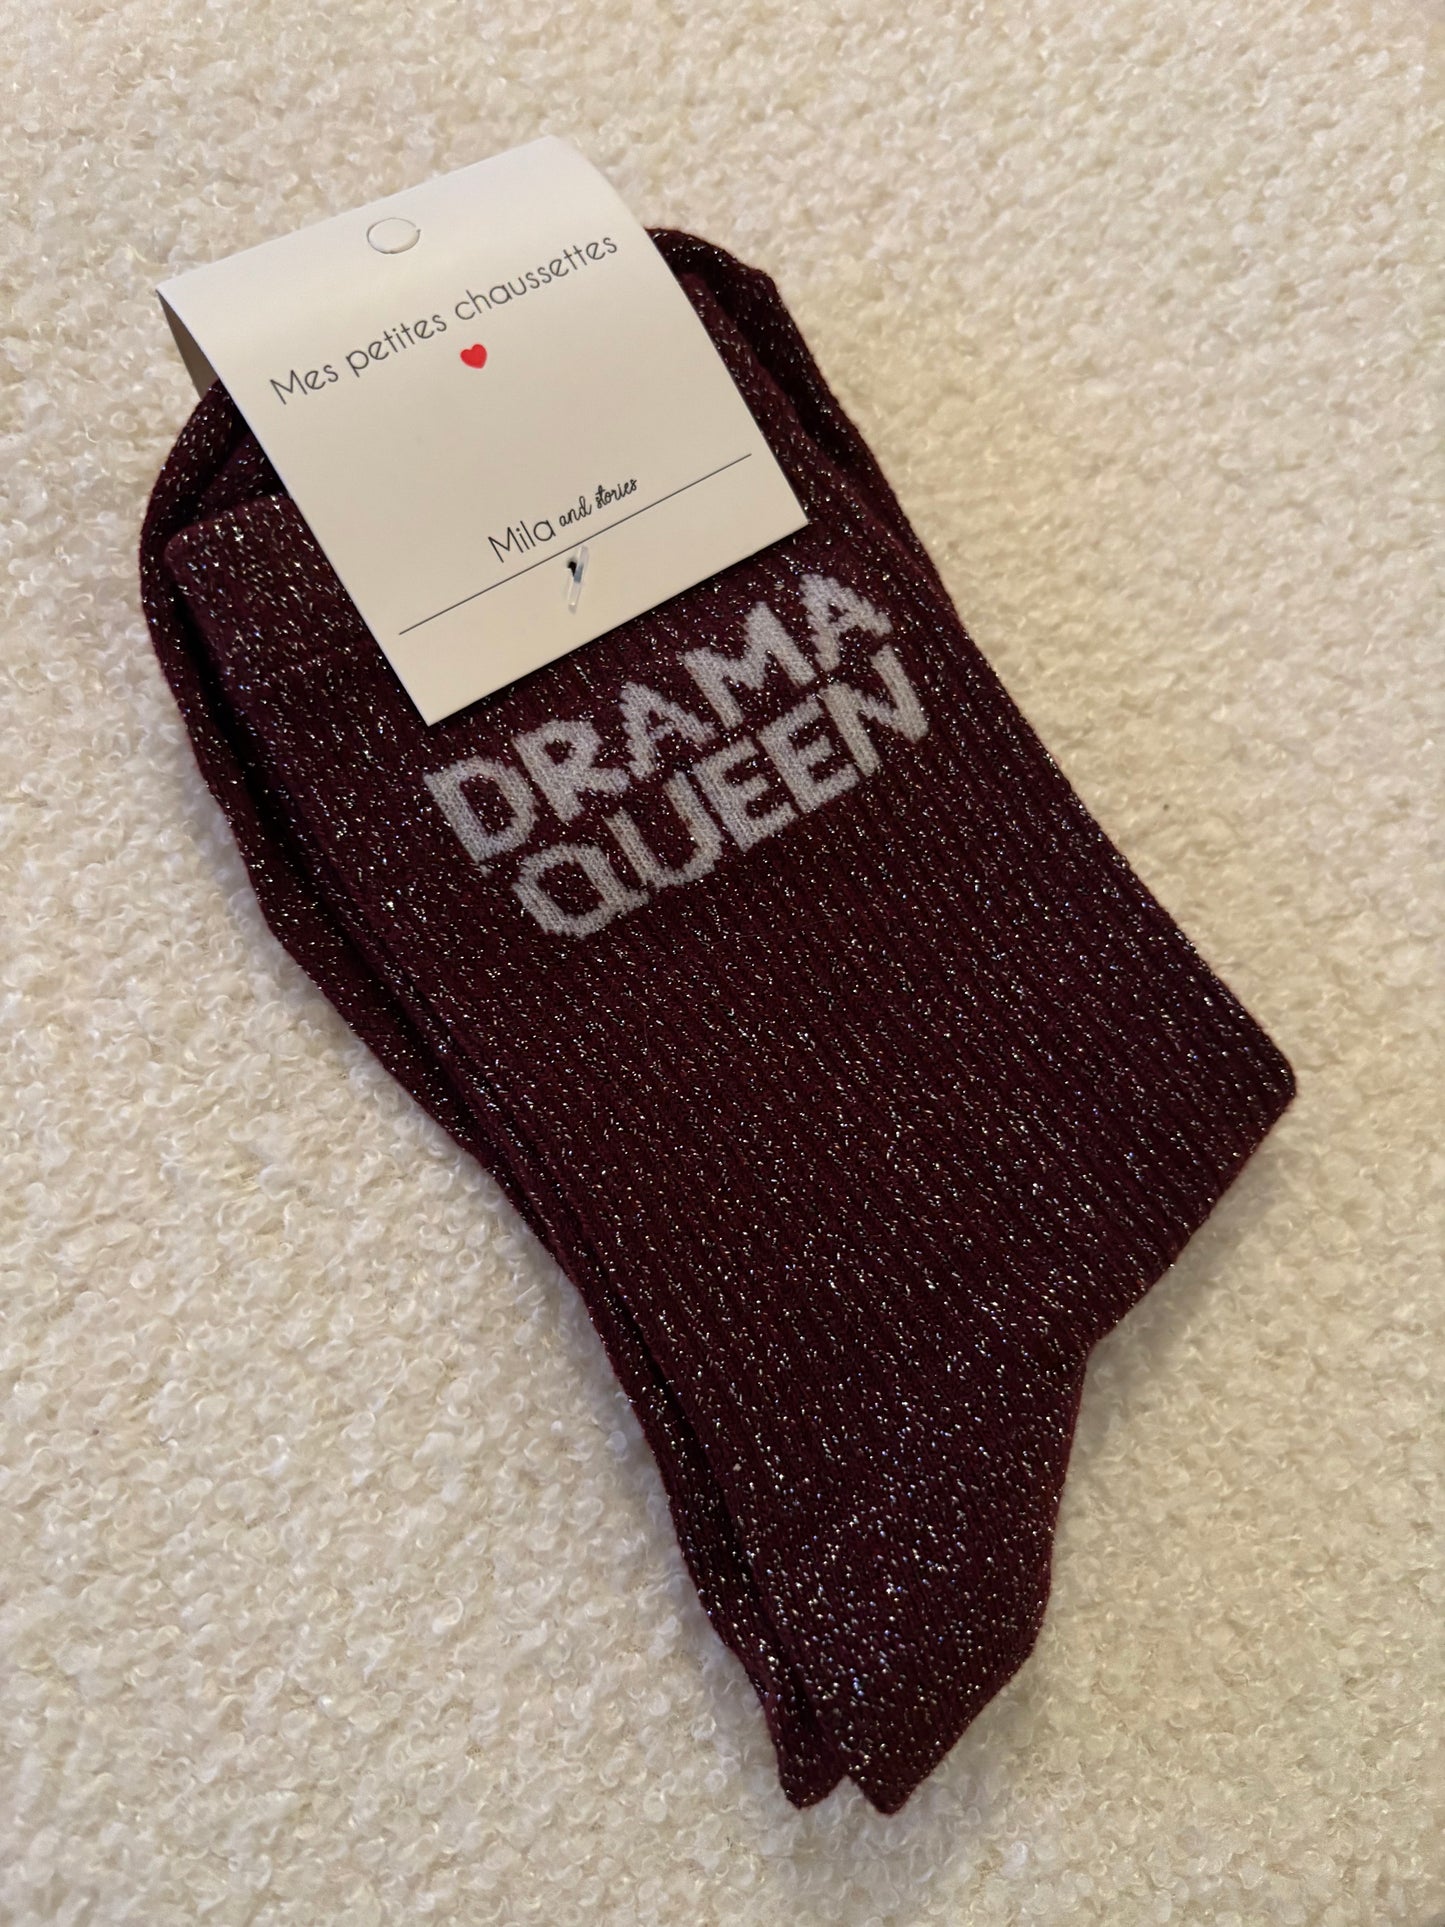 Mes petites chaussettes
Mila and stories
DRAMA
QUEEN